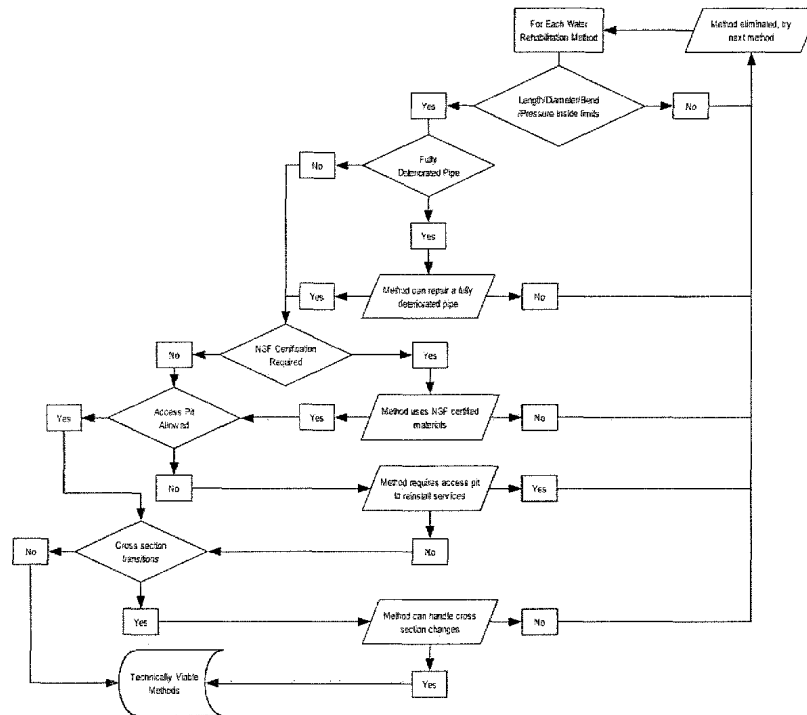 For Each Water
Rehabilitation Method
Method eliminated, try
next method
Yes
Length/Diameter/Bend
/Pressure inside limits
No
No
Fully
Deteriorated Pipe
Yes
Yes
Method can repair a fully
deteriorated pipe
No
No
NSF Certification
Required
Yes
Yes
Access Pit
Allowed
Yes
Method uses NSF certified
materials
No
No
Method requires access pit
to reinstall services
Yes
No
Cross section
transitions
No
Yes
Method can handle cross
section changes
No
Technically Viable
Methods
Yes